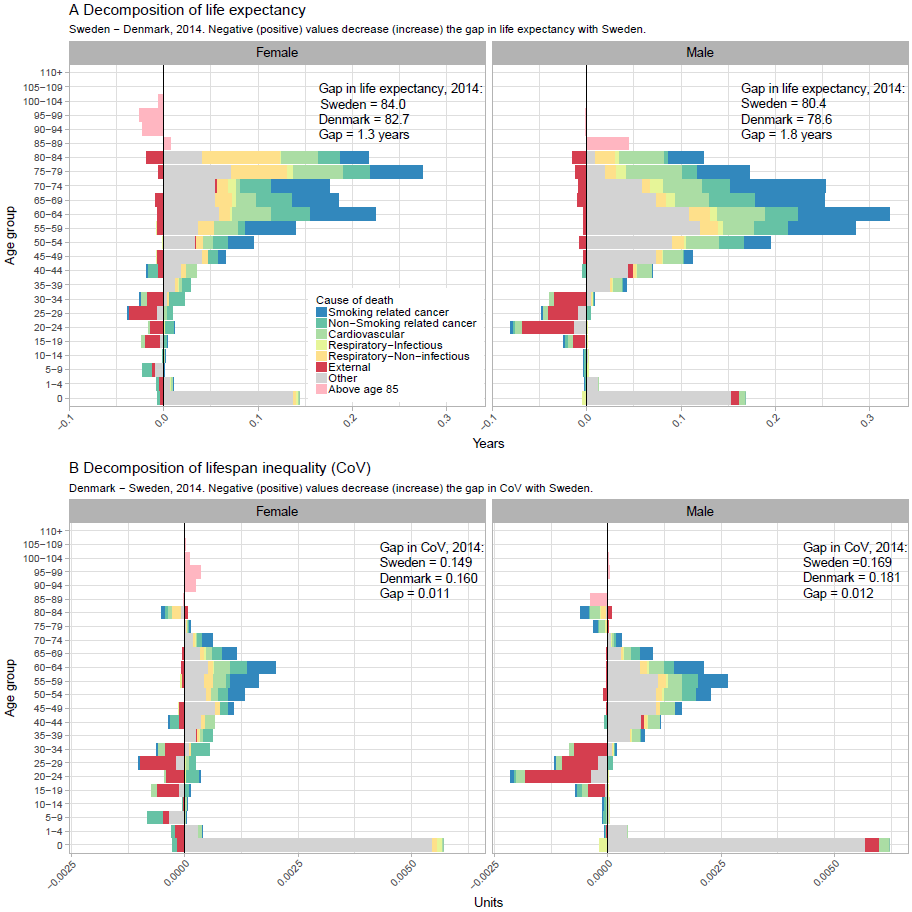 A Decomposition of life expectancy
Sweden − Denmark, 2014. Negative (positive) values decrease (increase) the gap in life expectancy with Sweden.
Female
Male
Age group
110+
105−109
100−104
95−99
90−94
85−89
80−84
75−79
70−74
65−69
60−64
55−59
50−54
45−49
40−44
35−39
30−34
25−29
20−24
15−19
10−14
5−9
1−4
0
Gap in life expectancy, 2014:
Sweden = 84.0
Denmark = 82.7
Gap = 1.3 years
Gap in life expectancy, 2014:
Sweden = 80.4
Denmark = 78.6
Gap = 1.8 years
Cause of death
Smoking related cancer
Non−Smoking related cancer
Cardiovascular
Respiratory−Infectious
Respiratory−Non−infectious
External
Other
Above age 85
−0.1
0.0
0.1
0.2
0.3
−0.1
0.0
0.1
0.2
0.3
Years
B Decomposition of lifespan inequality (CoV)
Denmark − Sweden, 2014. Negative (positive) values decrease (increase) the gap in CoV with Sweden.
Female
Male
Age group
110+
105−109
100−104
95−99
90−94
85−89
80−84
75−79
70−74
65−69
60−64
55−59
50−54
45−49
40−44
35−39
30−34
25−29
20−24
15−19
10−14
5−9
1−4
0
Gap in CoV, 2014:
Sweden = 0.149
Denmark = 0.160
Gap = 0.011
Gap in CoV, 2014:
Sweden =0.169
Denmark = 0.181
Gap = 0.012
−0.0025
0.0000
0.0025
0.0050
−0.0025
0.0000
0.0025
0.0050
Units